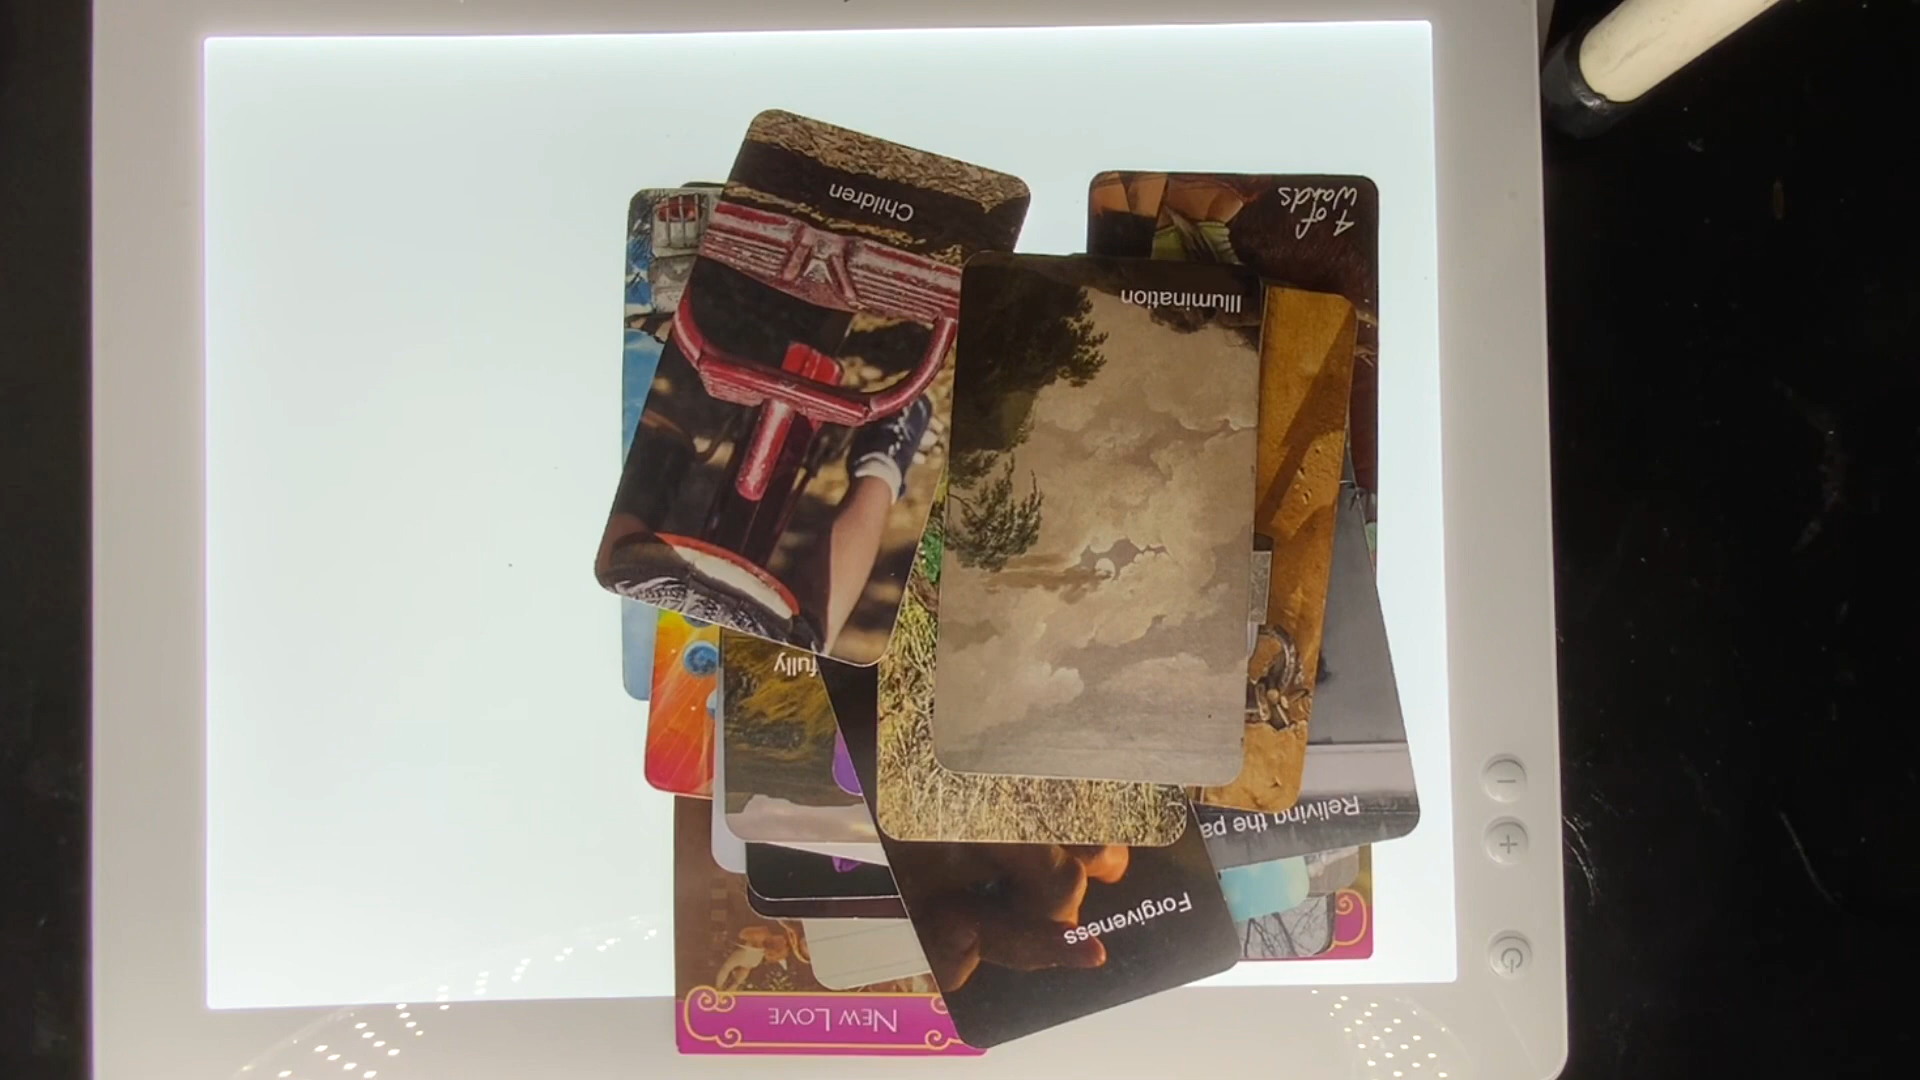 Children
4 of
wands
Illumination
fully
Reliving the pa
Forgiveness
NEW LOVE